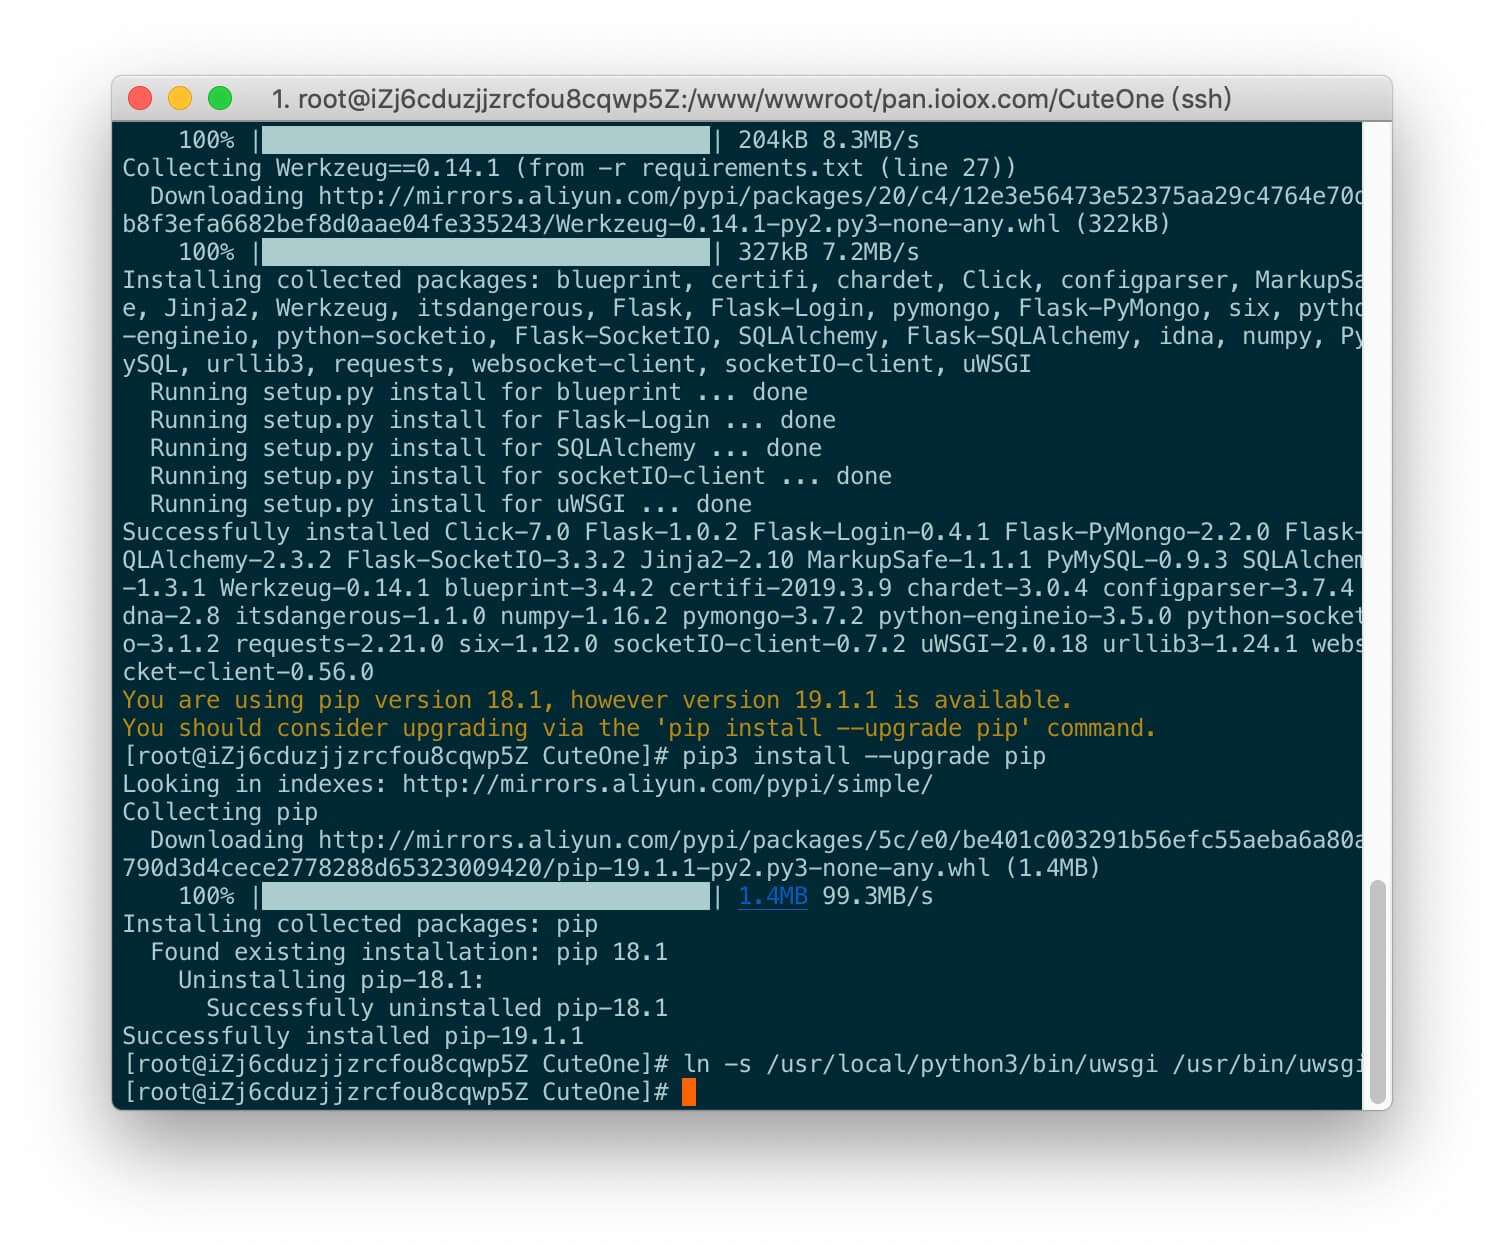 1. root@iZj6cduzjjzrcfou8cqwp5Z:/www/wwwroot/pan.ioiox.com/CuteOne (ssh)
100% | | 204kB 8.3MB/s
Collecting Werkzeug==0.14.1 (from -r requirements.txt (line 27))
Downloading http://mirrors.aliyun.com/pypi/packages/20/c4/12e3e56473e52375aa29c4764e70d
b8f3efa6682bef8d0aae04fe335243/Werkzeug-0.14.1-py2.py3-none-any.whl (322kB)
100% | | 327kB 7.2MB/s
Installing collected packages: blueprint, certifi, chardet, Click, configparser, MarkupSa
e, Jinja2, Werkzeug, itsdangerous, Flask, Flask-Login, pymongo, Flask-PyMongo, six, pytho
-engineio, python-socketio, Flask-SocketIO, SQLAlchemy, Flask-SQLAlchemy, idna, numpy, Py
ySQL, urllib3, requests, websocket-client, socketIO-client, uWSGI
Running setup.py install for blueprint ... done
Running setup.py install for Flask-Login ... done
Running setup.py install for SQLAlchemy ... done
Running setup.py install for socketIO-client ... done
Running setup.py install for uWSGI ... done
Successfully installed Click-7.0 Flask-1.0.2 Flask-Login-0.4.1 Flask-PyMongo-2.2.0 Flask-
QLAlchemy-2.3.2 Flask-SocketIO-3.3.2 Jinja2-2.10 MarkupSafe-1.1.1 PyMySQL-0.9.3 SQLAlchem
-1.3.1 Werkzeug-0.14.1 blueprint-3.4.2 certifi-2019.3.9 chardet-3.0.4 configparser-3.7.4
dna-2.8 itsdangerous-1.1.0 numpy-1.16.2 pymongo-3.7.2 python-engineio-3.5.0 python-socket
o-3.1.2 requests-2.21.0 six-1.12.0 socketIO-client-0.7.2 uWSGI-2.0.18 urllib3-1.24.1 webs
cket-client-0.56.0
You are using pip version 18.1, however version 19.1.1 is available.
You should consider upgrading via the 'pip install --upgrade pip' command.
[root@iZj6cduzjjzrcfou8cqwp5Z CuteOne]# pip3 install --upgrade pip
Looking in indexes: http://mirrors.aliyun.com/pypi/simple/
Collecting pip
Downloading http://mirrors.aliyun.com/pypi/packages/5c/e0/be401c003291b56efc55aeba6a80a
790d3d4cece2778288d65323009420/pip-19.1.1-py2.py3-none-any.whl (1.4MB)
100% | | 1.4MB 99.3MB/s
Installing collected packages: pip
Found existing installation: pip 18.1
Uninstalling pip-18.1:
Successfully uninstalled pip-18.1
Successfully installed pip-19.1.1
[root@iZj6cduzjjzrcfou8cqwp5Z CuteOne]# ln -s /usr/local/python3/bin/uwsgi /usr/bin/uwsgi
[root@iZj6cduzjjzrcfou8cqwp5Z CuteOne]#